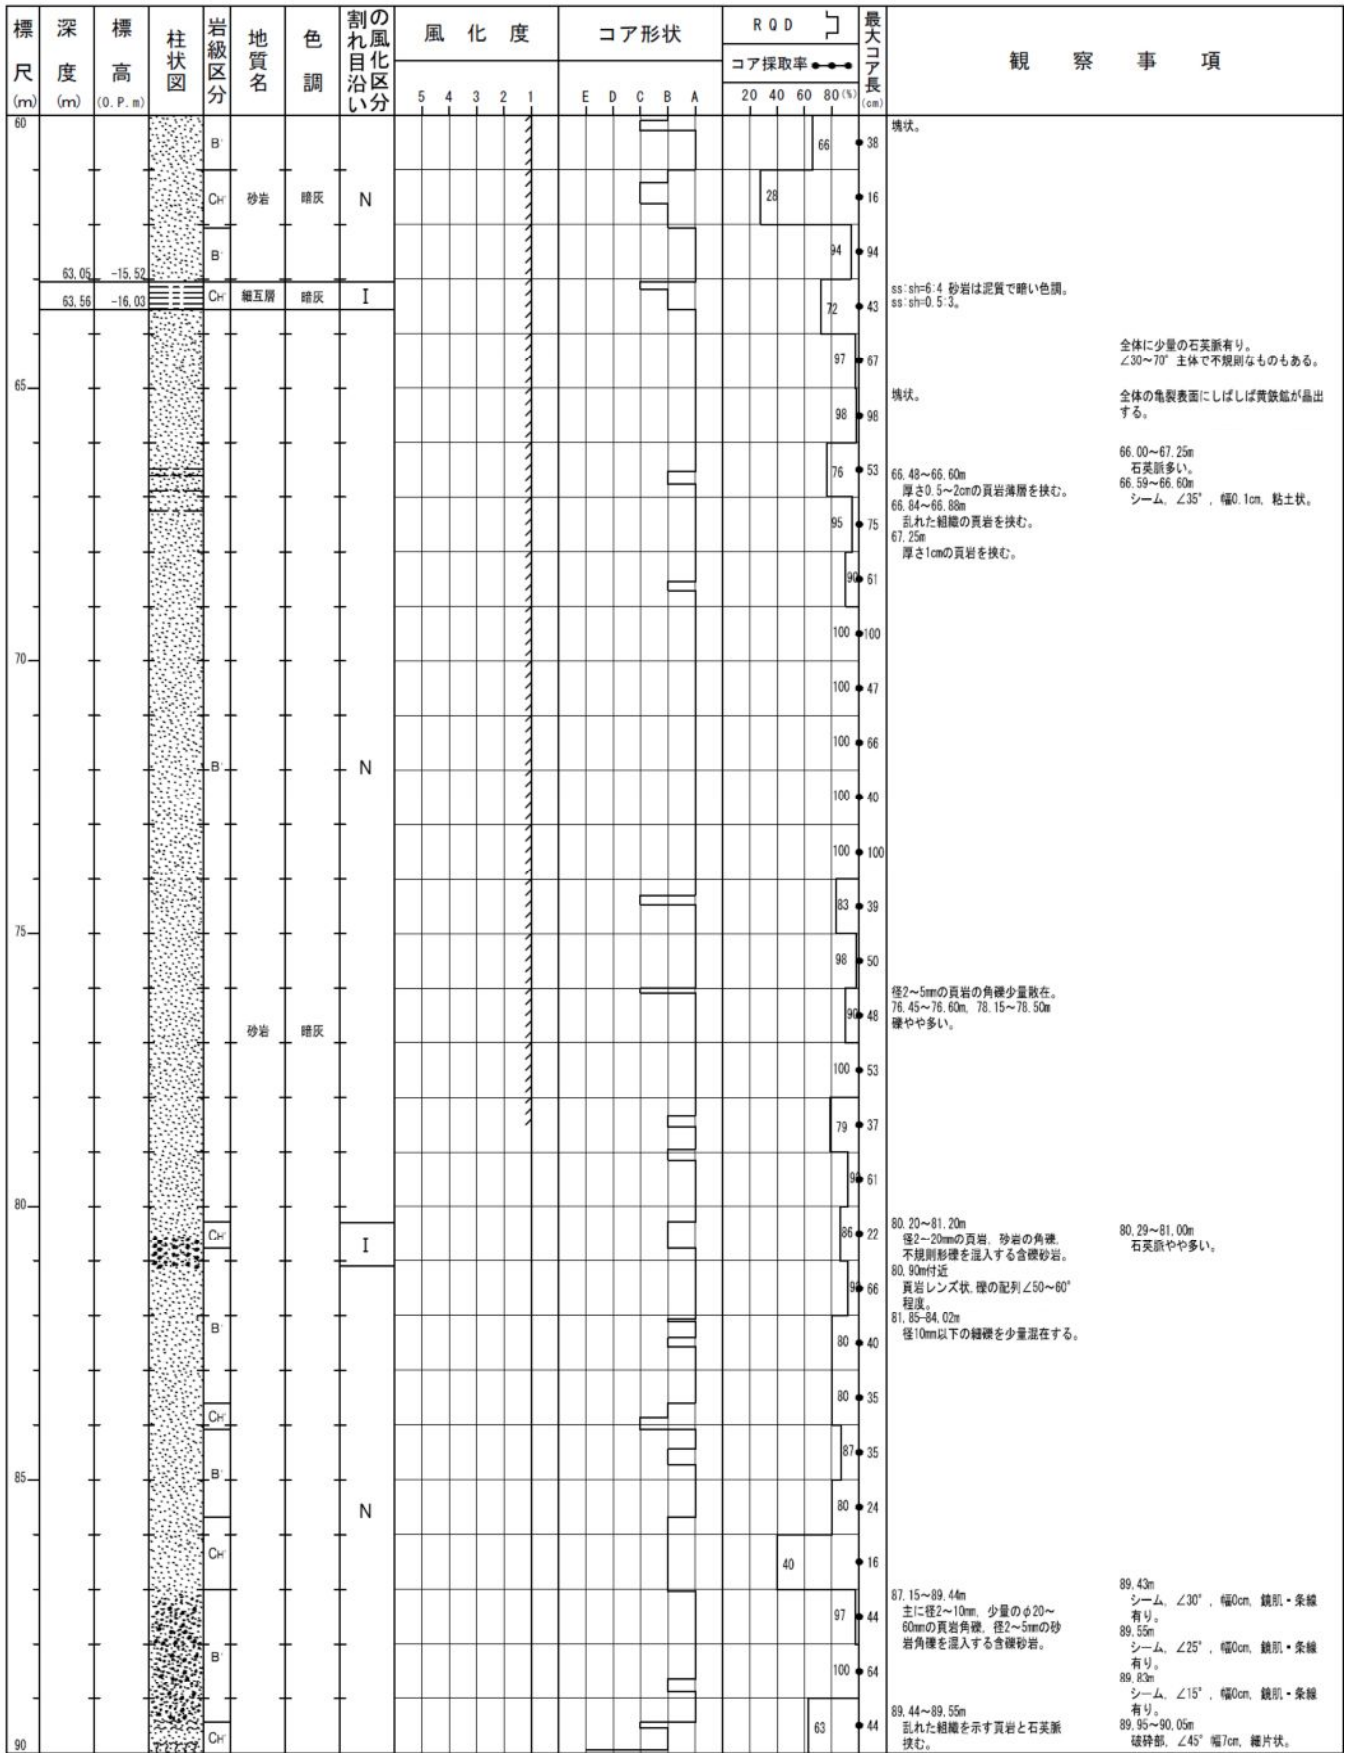 標尺(m)
深度(m)
標高(O.P.m)
柱状図
岩級区分
地質名
色調
割れ目沿いの風化区分
風化度
5 4 3 2 1
コア形状
E D C B A
RQD
コア採取率
20 40 60 80 (%)
最大コア長(cm)
観察事項
60
65
70
75
80
85
90
63.05 -15.52
63.56 -16.03
B'
CH'
B'
CH'
B'
CH'
B'
CH'
B'
CH'
B'
CH'
砂岩 暗灰 N
細互層 暗灰 I
砂岩 暗灰
N
I
N
66 38
28 16
94 94
72 43
97 67
98 98
76 53
95 75
90 61
100 100
100 47
100 66
100 40
100 100
83 39
98 50
90 48
100 53
79 37
61
86 22
66
80 40
80 35
87 35
80 24
40 16
97 44
100 64
63 44
塊状。
ss:sh=6:4 砂岩は泥質で暗い色調。
ss:sh=0.5:3。
塊状。
66.48～66.60m
厚さ0.5～2cmの頁岩薄層を挟む。
66.84～66.88m
乱れた組織の頁岩を挟む。
67.25m
厚さ1cmの頁岩を挟む。
径2～5mmの頁岩の角礫少量散在。
76.45～76.60m, 78.15～78.50m
礫やや多い。
80.20～81.20m
径2～20mmの頁岩, 砂岩の角礫,
不規則形礫を混入する含礫砂岩。
80.90m付近
頁岩レンズ状,礫の配列∠50～60°
程度。
81.85-84.02m
径10mm以下の細礫を少量混在する。
87.15～89.44m
主に径2～10mm, 少量のφ20～
60mmの頁岩角礫, 径2～5mmの砂
岩角礫を混入する含礫砂岩。
89.44～89.55m
乱れた組織を示す頁岩と石英脈
挟む。
全体に少量の石英脈有り。
∠30～70° 主体で不規則なものもある。
全体の亀裂表面にしばしば黄鉄鉱が晶出
する。
66.00～67.25m
石英脈多い。
66.59～66.60m
シーム, ∠35°, 幅0.1cm, 粘土状。
80.29～81.00m
石英脈やや多い。
89.43m
シーム, ∠30°, 幅0cm, 鏡肌・条線
有り。
89.55m
シーム, ∠25°, 幅0cm, 鏡肌・条線
有り。
89.83m
シーム, ∠15°, 幅0cm, 鏡肌・条線
有り。
89.95～90.05m
破砕部, ∠45° 幅7cm, 細片状。